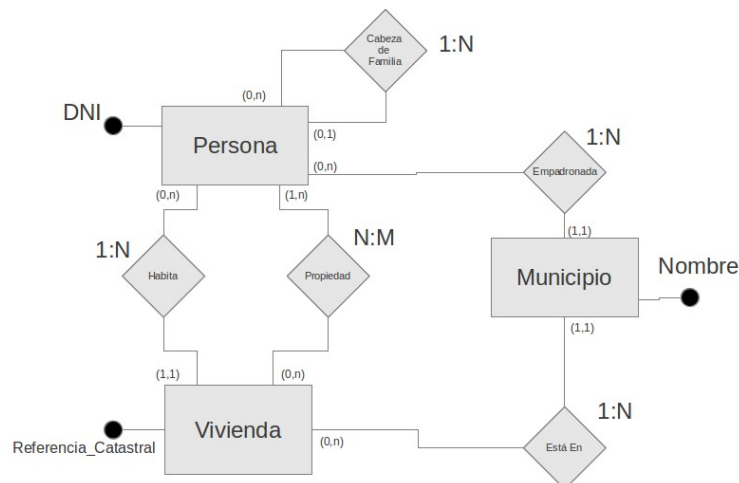 Cabeza
de
Familia
1:N
(0,n)
DNI
(0,1)
Persona
(0,n)
1:N
Empadronada
(0,n)
(1,n)
(1,1)
N:M
1:N
Habita
Propiedad
Municipio
Nombre
(1,1)
(1,1)
(0,n)
1:N
Vivienda
(0,n)
Referencia_Catastral
Está En